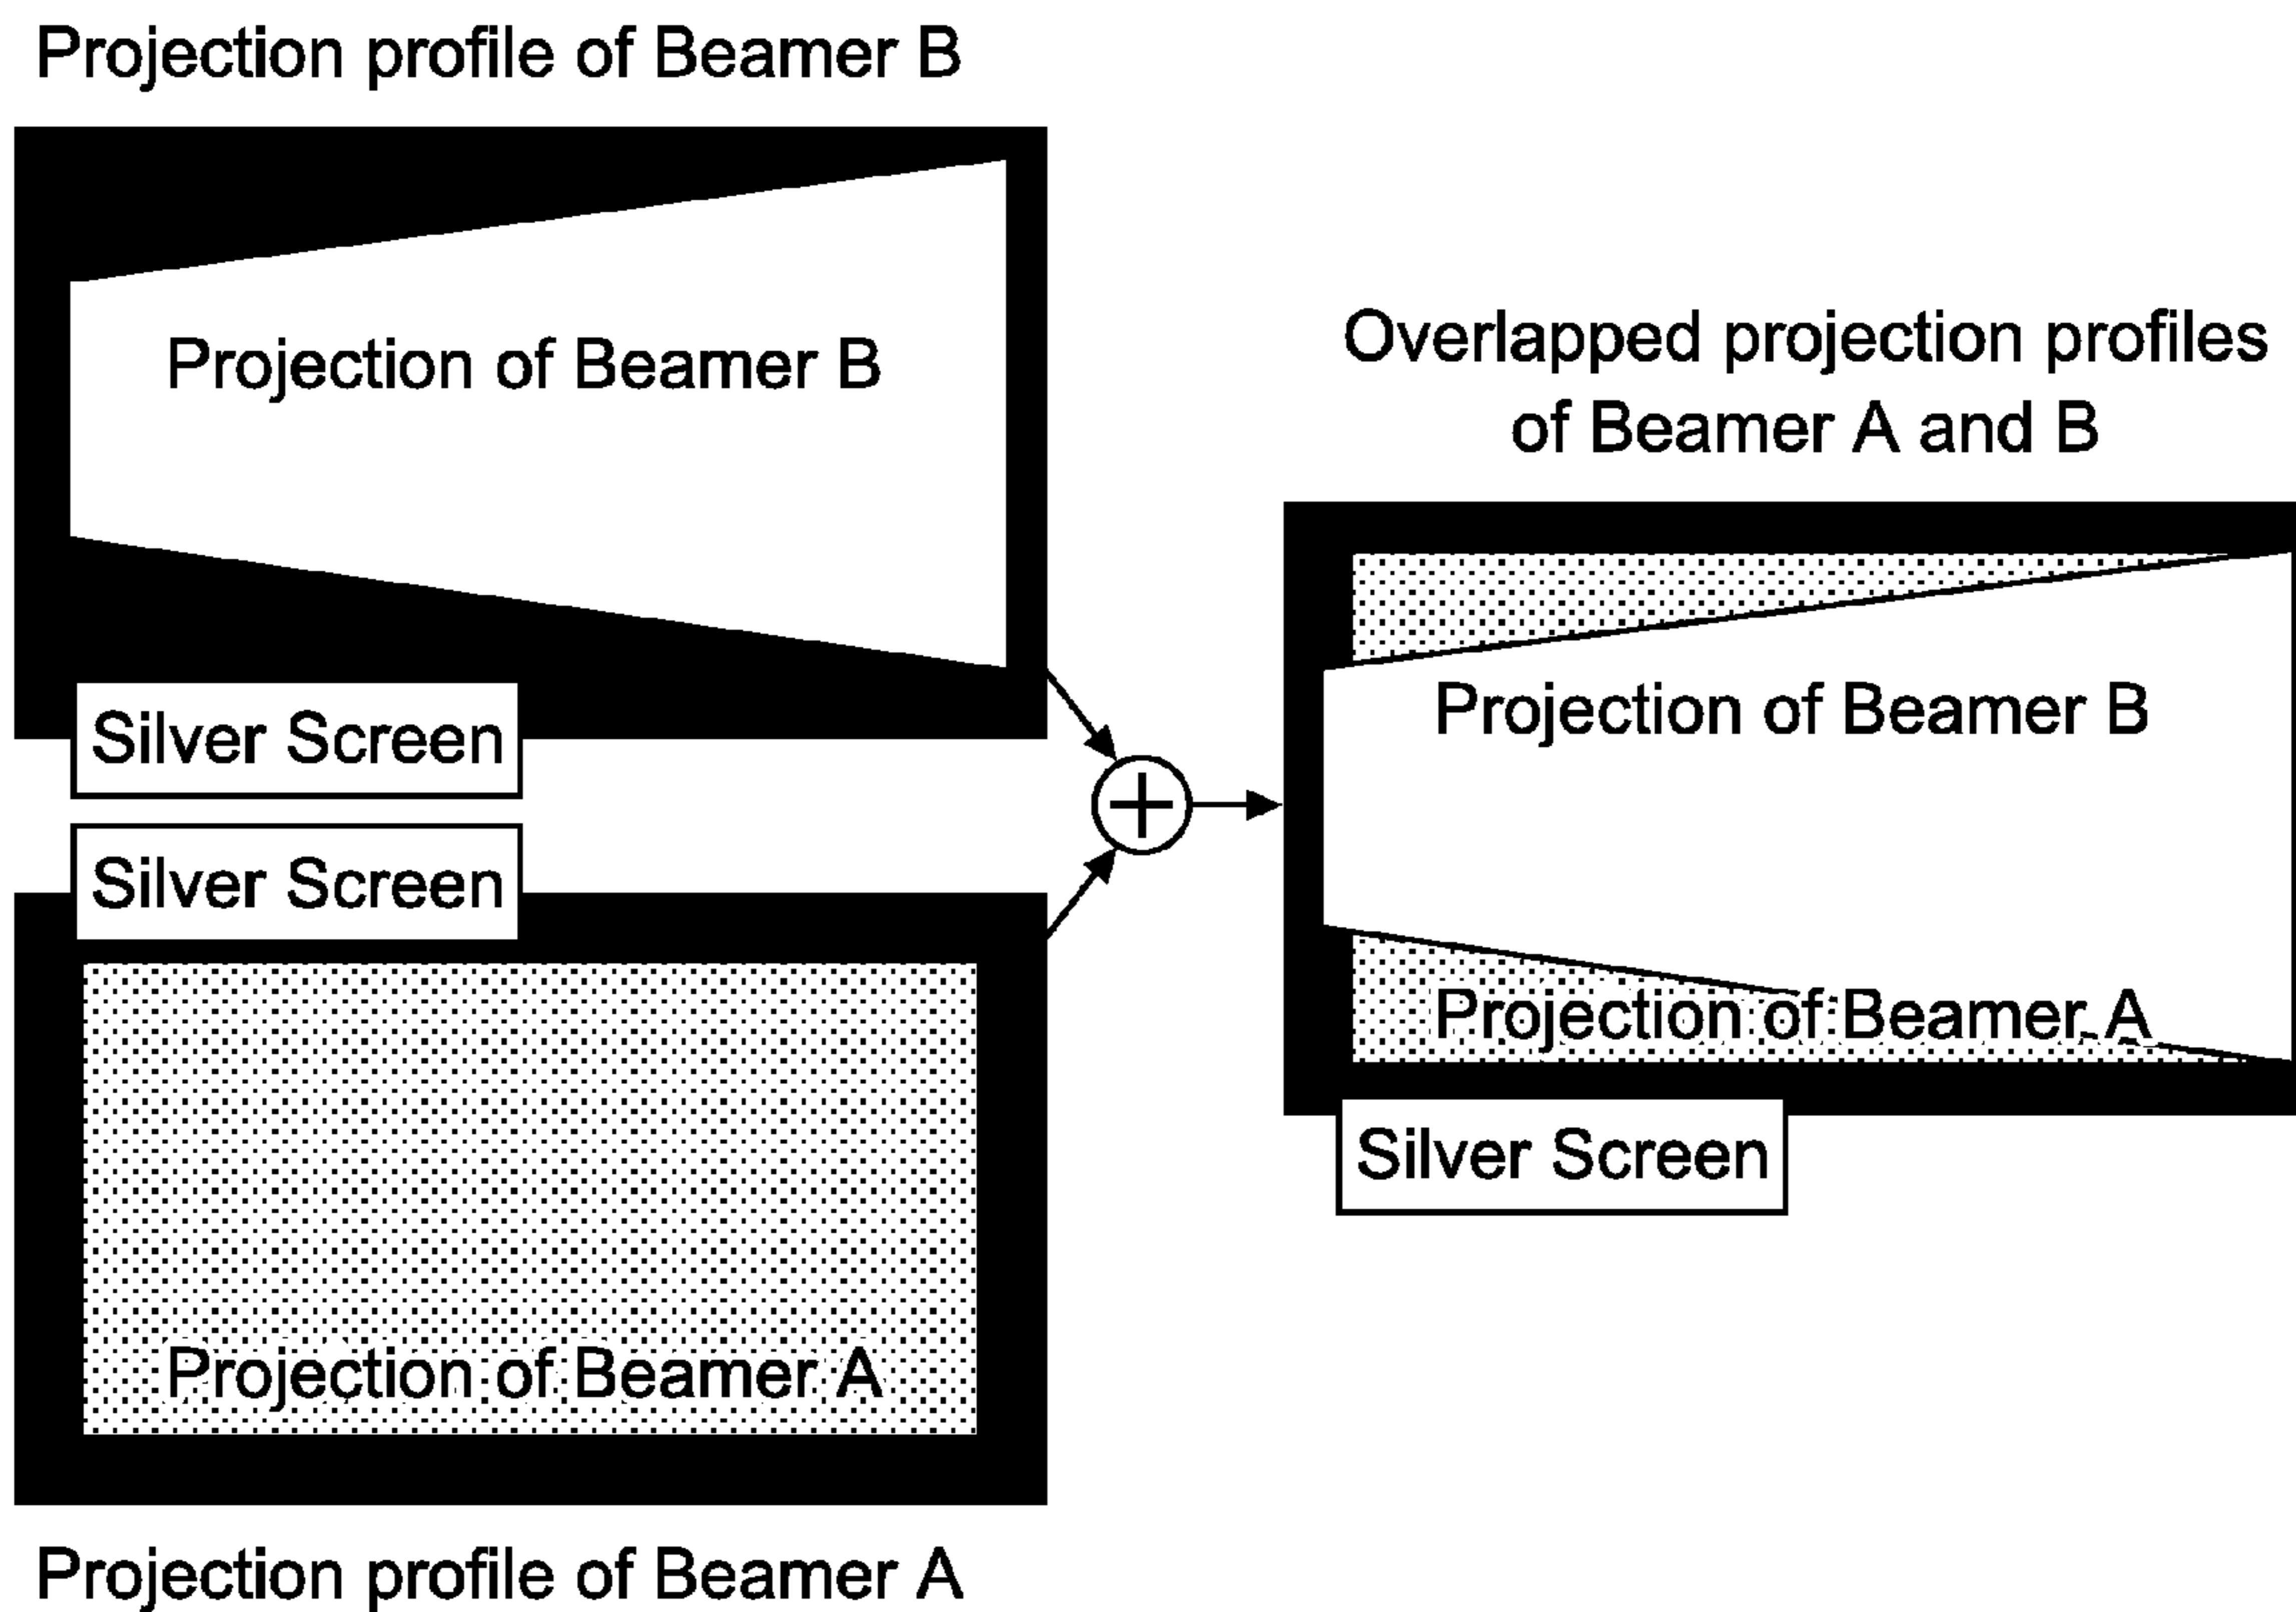 Projection profile of Beamer B
Projection of Beamer B
Silver Screen
Silver Screen
Projection of Beamer A
Projection profile of Beamer A
Overlapped projection profiles
of Beamer A and B
Projection of Beamer B
Projection of Beamer A
Silver Screen